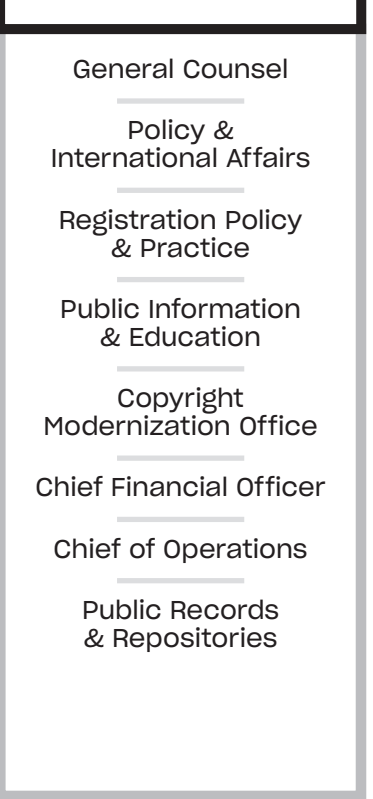 General Counsel
Policy &
International Affairs
Registration Policy
& Practice
Public Information
& Education
Copyright
Modernization Office
Chief Financial Officer
Chief of Operations
Public Records
& Repositories